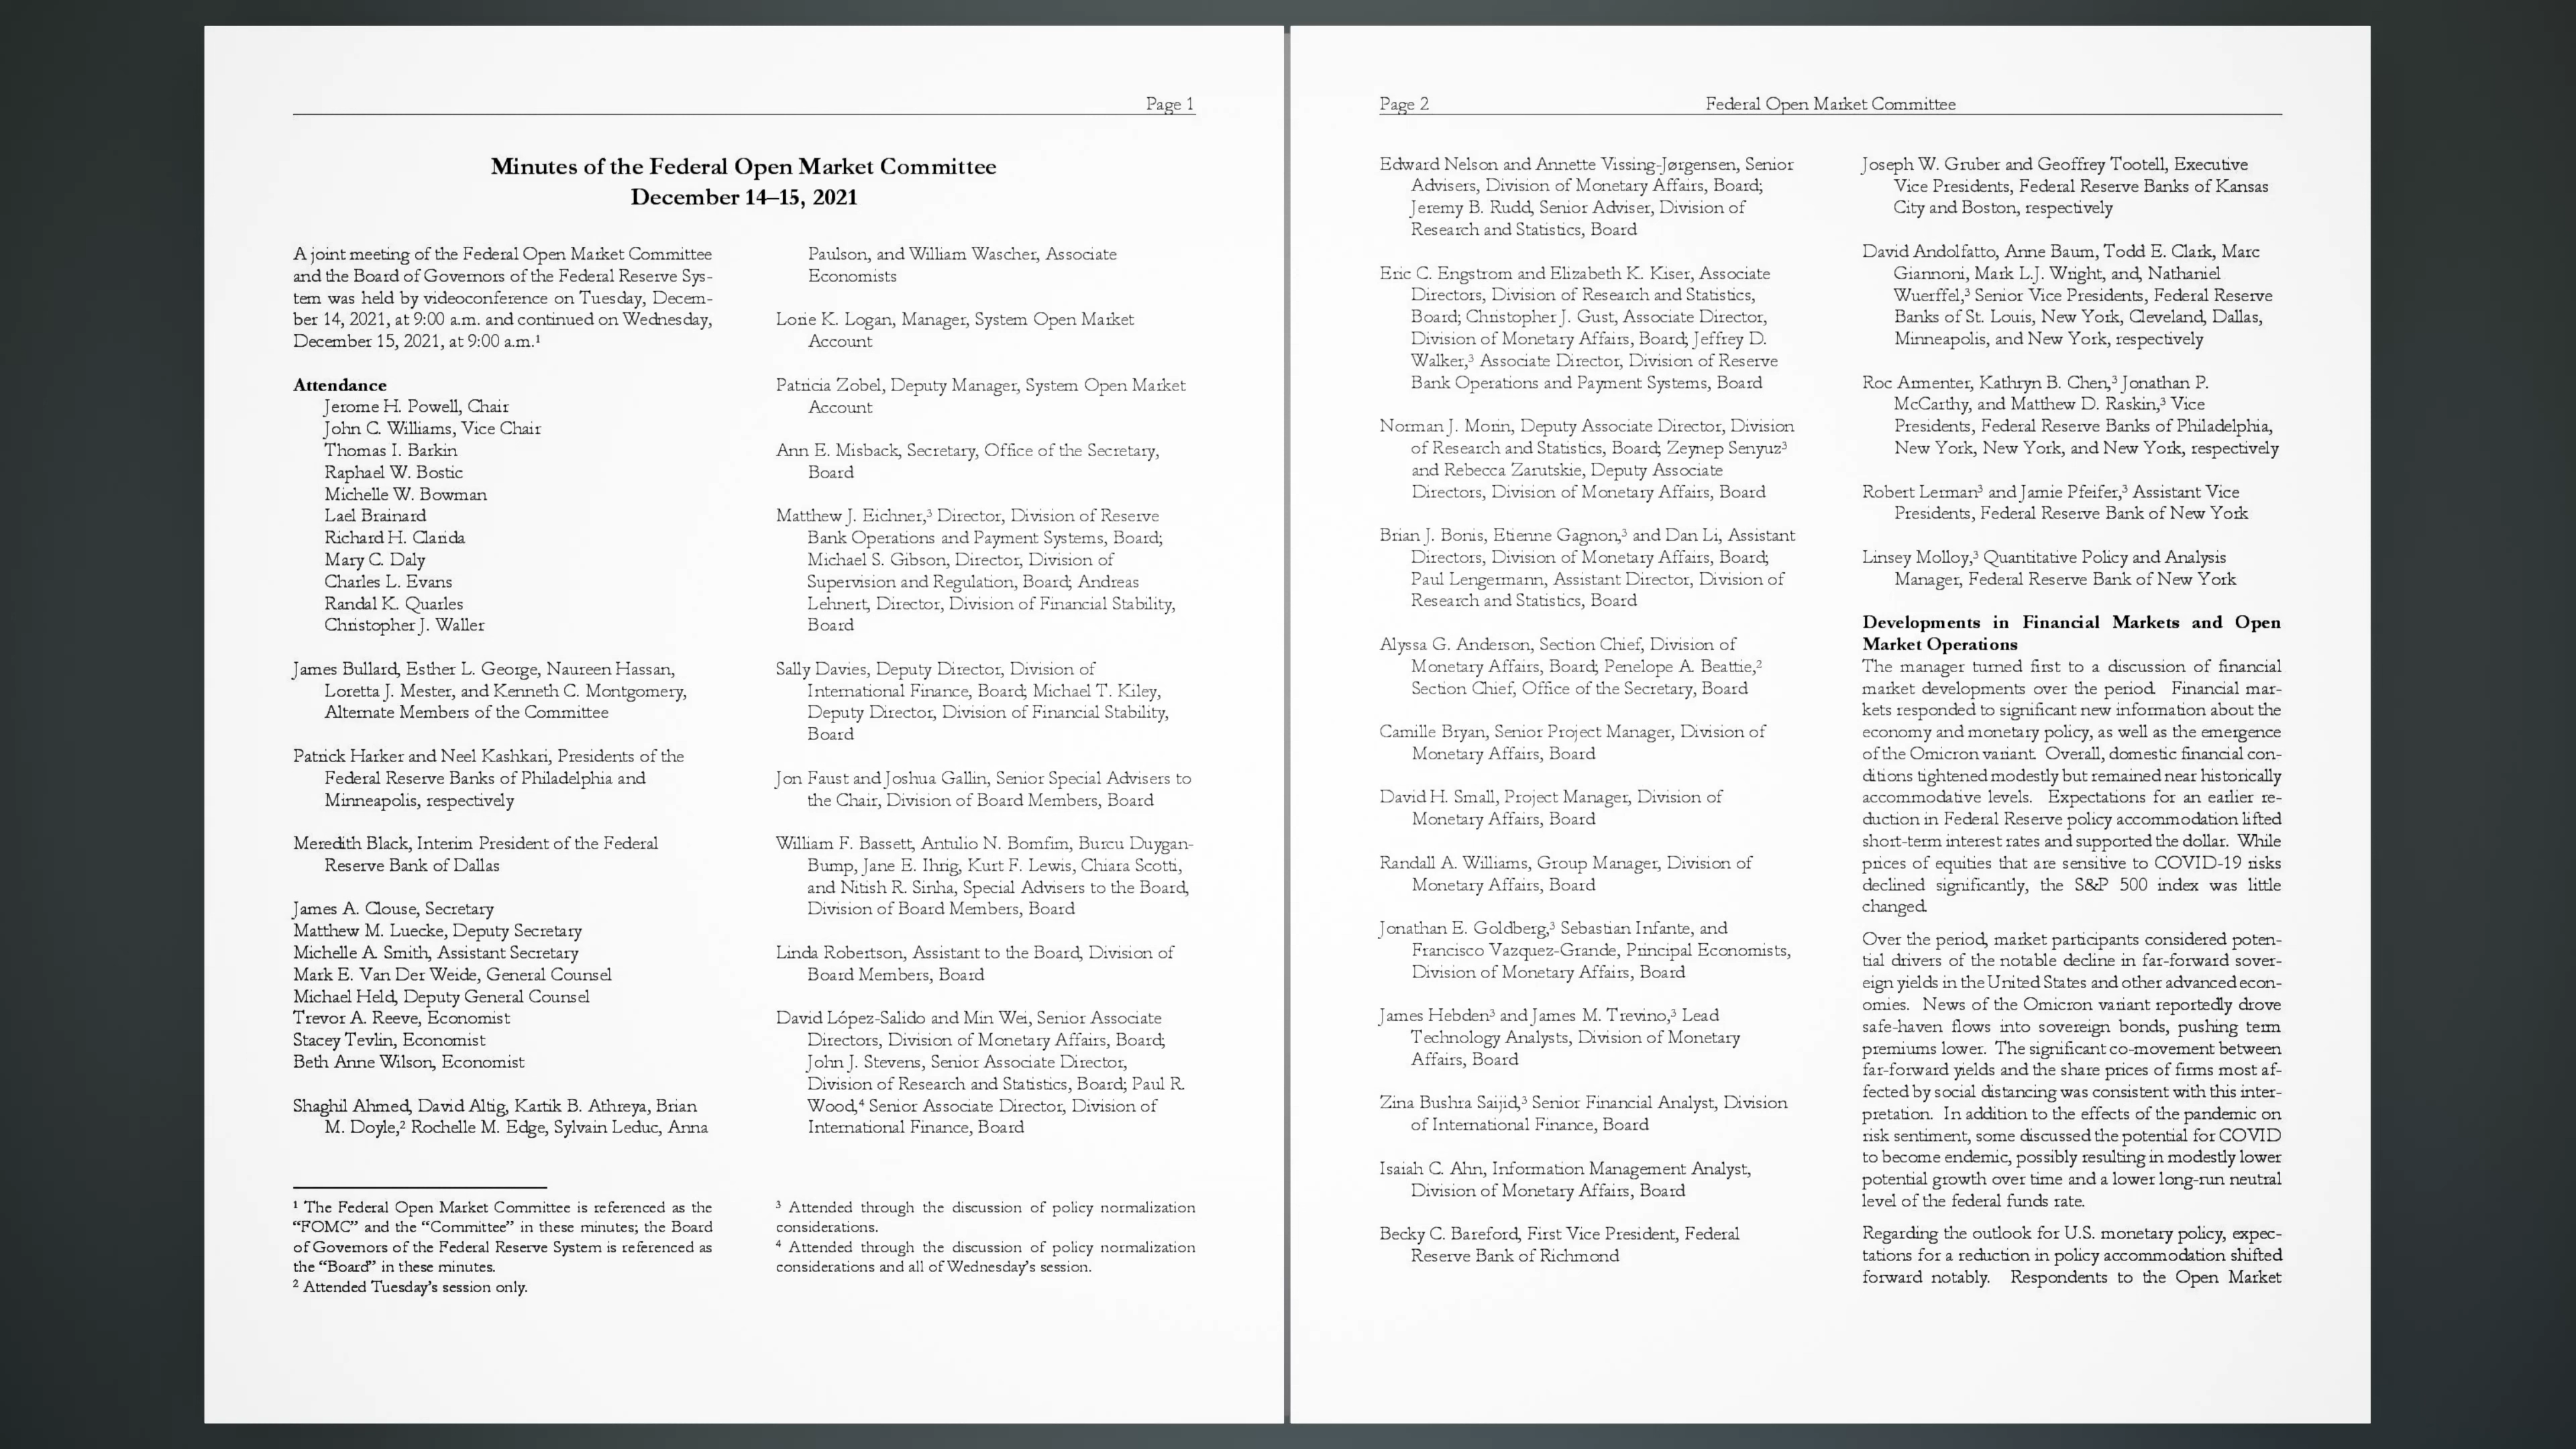 Page 1
Minutes of the Federal Open Market Committee
December 14–15, 2021
A joint meeting of the Federal Open Market Committee
and the Board of Governors of the Federal Reserve Sys-
tem was held by videoconference on Tuesday, Decem-
ber 14, 2021, at 9:00 a.m. and continued on Wednesday,
December 15, 2021, at 9:00 a.m.¹
Attendance
Jerome H. Powell, Chair
John C. Williams, Vice Chair
Thomas I. Barkin
Raphael W. Bostic
Michelle W. Bowman
Lael Brainard
Richard H. Clarida
Mary C. Daly
Charles L. Evans
Randal K. Quarles
Christopher J. Waller
James Bullard, Esther L. George, Naureen Hassan,
Loretta J. Mester, and Kenneth C. Montgomery,
Alternate Members of the Committee
Patrick Harker and Neel Kashkari, Presidents of the
Federal Reserve Banks of Philadelphia and
Minneapolis, respectively
Meredith Black, Interim President of the Federal
Reserve Bank of Dallas
James A. Clouse, Secretary
Matthew M. Luecke, Deputy Secretary
Michelle A. Smith, Assistant Secretary
Mark E. Van Der Weide, General Counsel
Michael Held, Deputy General Counsel
Trevor A. Reeve, Economist
Stacey Tevlin, Economist
Beth Anne Wilson, Economist
Shaghil Ahmed, David Altig, Kartik B. Athreya, Brian
M. Doyle,² Rochelle M. Edge, Sylvain Leduc, Anna
¹ The Federal Open Market Committee is referenced as the
“FOMC” and the “Committee” in these minutes; the Board
of Governors of the Federal Reserve System is referenced as
the “Board” in these minutes.
² Attended Tuesday’s session only.
Paulson, and William Wascher, Associate
Economists
Lorie K. Logan, Manager, System Open Market
Account
Patricia Zobel, Deputy Manager, System Open Market
Account
Ann E. Misback, Secretary, Office of the Secretary,
Board
Matthew J. Eichner,³ Director, Division of Reserve
Bank Operations and Payment Systems, Board;
Michael S. Gibson, Director, Division of
Supervision and Regulation, Board; Andreas
Lehnert, Director, Division of Financial Stability,
Board
Sally Davies, Deputy Director, Division of
International Finance, Board; Michael T. Kiley,
Deputy Director, Division of Financial Stability,
Board
Jon Faust and Joshua Gallin, Senior Special Advisers to
the Chair, Division of Board Members, Board
William F. Bassett, Antulio N. Bomfim, Burcu Duygan-
Bump, Jane E. Ihrig, Kurt F. Lewis, Chiara Scotti,
and Nitish R. Sinha, Special Advisers to the Board,
Division of Board Members, Board
Linda Robertson, Assistant to the Board, Division of
Board Members, Board
David López-Salido and Min Wei, Senior Associate
Directors, Division of Monetary Affairs, Board;
John J. Stevens, Senior Associate Director,
Division of Research and Statistics, Board; Paul R.
Wood,⁴ Senior Associate Director, Division of
International Finance, Board
³ Attended through the discussion of policy normalization
considerations.
⁴ Attended through the discussion of policy normalization
considerations and all of Wednesday’s session.
Page 2
Federal Open Market Committee
Edward Nelson and Annette Vissing-Jørgensen, Senior
Advisers, Division of Monetary Affairs, Board;
Jeremy B. Rudd, Senior Adviser, Division of
Research and Statistics, Board
Eric C. Engstrom and Elizabeth K. Kiser, Associate
Directors, Division of Research and Statistics,
Board; Christopher J. Gust, Associate Director,
Division of Monetary Affairs, Board; Jeffrey D.
Walker,³ Associate Director, Division of Reserve
Bank Operations and Payment Systems, Board
Norman J. Morin, Deputy Associate Director, Division
of Research and Statistics, Board; Zeynep Senyuz³
and Rebecca Zarutskie, Deputy Associate
Directors, Division of Monetary Affairs, Board
Brian J. Bonis, Etienne Gagnon,³ and Dan Li, Assistant
Directors, Division of Monetary Affairs, Board;
Paul Lengermann, Assistant Director, Division of
Research and Statistics, Board
Alyssa G. Anderson, Section Chief, Division of
Monetary Affairs, Board; Penelope A. Beattie,²
Section Chief, Office of the Secretary, Board
Camille Bryan, Senior Project Manager, Division of
Monetary Affairs, Board
David H. Small, Project Manager, Division of
Monetary Affairs, Board
Randall A. Williams, Group Manager, Division of
Monetary Affairs, Board
Jonathan E. Goldberg,³ Sebastian Infante, and
Francisco Vazquez-Grande, Principal Economists,
Division of Monetary Affairs, Board
James Hebden³ and James M. Trevino,³ Lead
Technology Analysts, Division of Monetary
Affairs, Board
Zina Bushra Saijid,³ Senior Financial Analyst, Division
of International Finance, Board
Isaiah C. Ahn, Information Management Analyst,
Division of Monetary Affairs, Board
Becky C. Bareford, First Vice President, Federal
Reserve Bank of Richmond
Joseph W. Gruber and Geoffrey Tootell, Executive
Vice Presidents, Federal Reserve Banks of Kansas
City and Boston, respectively
David Andolfatto, Anne Baum, Todd E. Clark, Marc
Giannoni, Mark L.J. Wright, and, Nathaniel
Wuerffel,³ Senior Vice Presidents, Federal Reserve
Banks of St. Louis, New York, Cleveland, Dallas,
Minneapolis, and New York, respectively
Roc Armenter, Kathryn B. Chen,³ Jonathan P.
McCarthy, and Matthew D. Raskin,³ Vice
Presidents, Federal Reserve Banks of Philadelphia,
New York, New York, and New York, respectively
Robert Lerman³ and Jamie Pfeifer,³ Assistant Vice
Presidents, Federal Reserve Bank of New York
Linsey Molloy,³ Quantitative Policy and Analysis
Manager, Federal Reserve Bank of New York
Developments in Financial Markets and Open
Market Operations
The manager turned first to a discussion of financial
market developments over the period. Financial mar-
kets responded to significant new information about the
economy and monetary policy, as well as the emergence
of the Omicron variant. Overall, domestic financial con-
ditions tightened modestly but remained near historically
accommodative levels. Expectations for an earlier re-
duction in Federal Reserve policy accommodation lifted
short-term interest rates and supported the dollar. While
prices of equities that are sensitive to COVID-19 risks
declined significantly, the S&P 500 index was little
changed.
Over the period, market participants considered poten-
tial drivers of the notable decline in far-forward sover-
eign yields in the United States and other advanced econ-
omies. News of the Omicron variant reportedly drove
safe-haven flows into sovereign bonds, pushing term
premiums lower. The significant co-movement between
far-forward yields and the share prices of firms most af-
fected by social distancing was consistent with this inter-
pretation. In addition to the effects of the pandemic on
risk sentiment, some discussed the potential for COVID
to become endemic, possibly resulting in modestly lower
potential growth over time and a lower long-run neutral
level of the federal funds rate.
Regarding the outlook for U.S. monetary policy, expec-
tations for a reduction in policy accommodation shifted
forward notably. Respondents to the Open Market